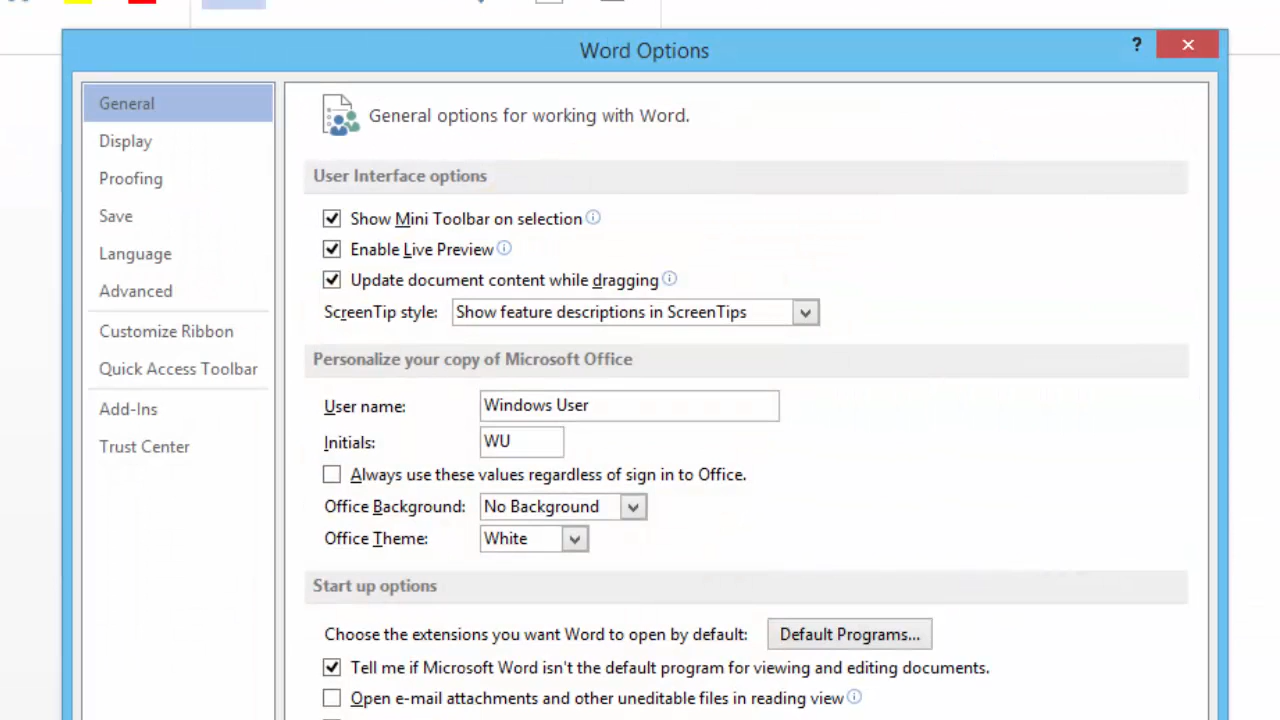 Word Options
?
General
Display
Proofing
Save
Language
Advanced
Customize Ribbon
Quick Access Toolbar
Add-Ins
Trust Center
General options for working with Word.
User Interface options
Show Mini Toolbar on selection
Enable Live Preview
Update document content while dragging
ScreenTip style: Show feature descriptions in ScreenTips
Personalize your copy of Microsoft Office
User name: Windows User
Initials: WU
Always use these values regardless of sign in to Office.
Office Background: No Background
Office Theme: White
Start up options
Choose the extensions you want Word to open by default: Default Programs...
Tell me if Microsoft Word isn't the default program for viewing and editing documents.
Open e-mail attachments and other uneditable files in reading view